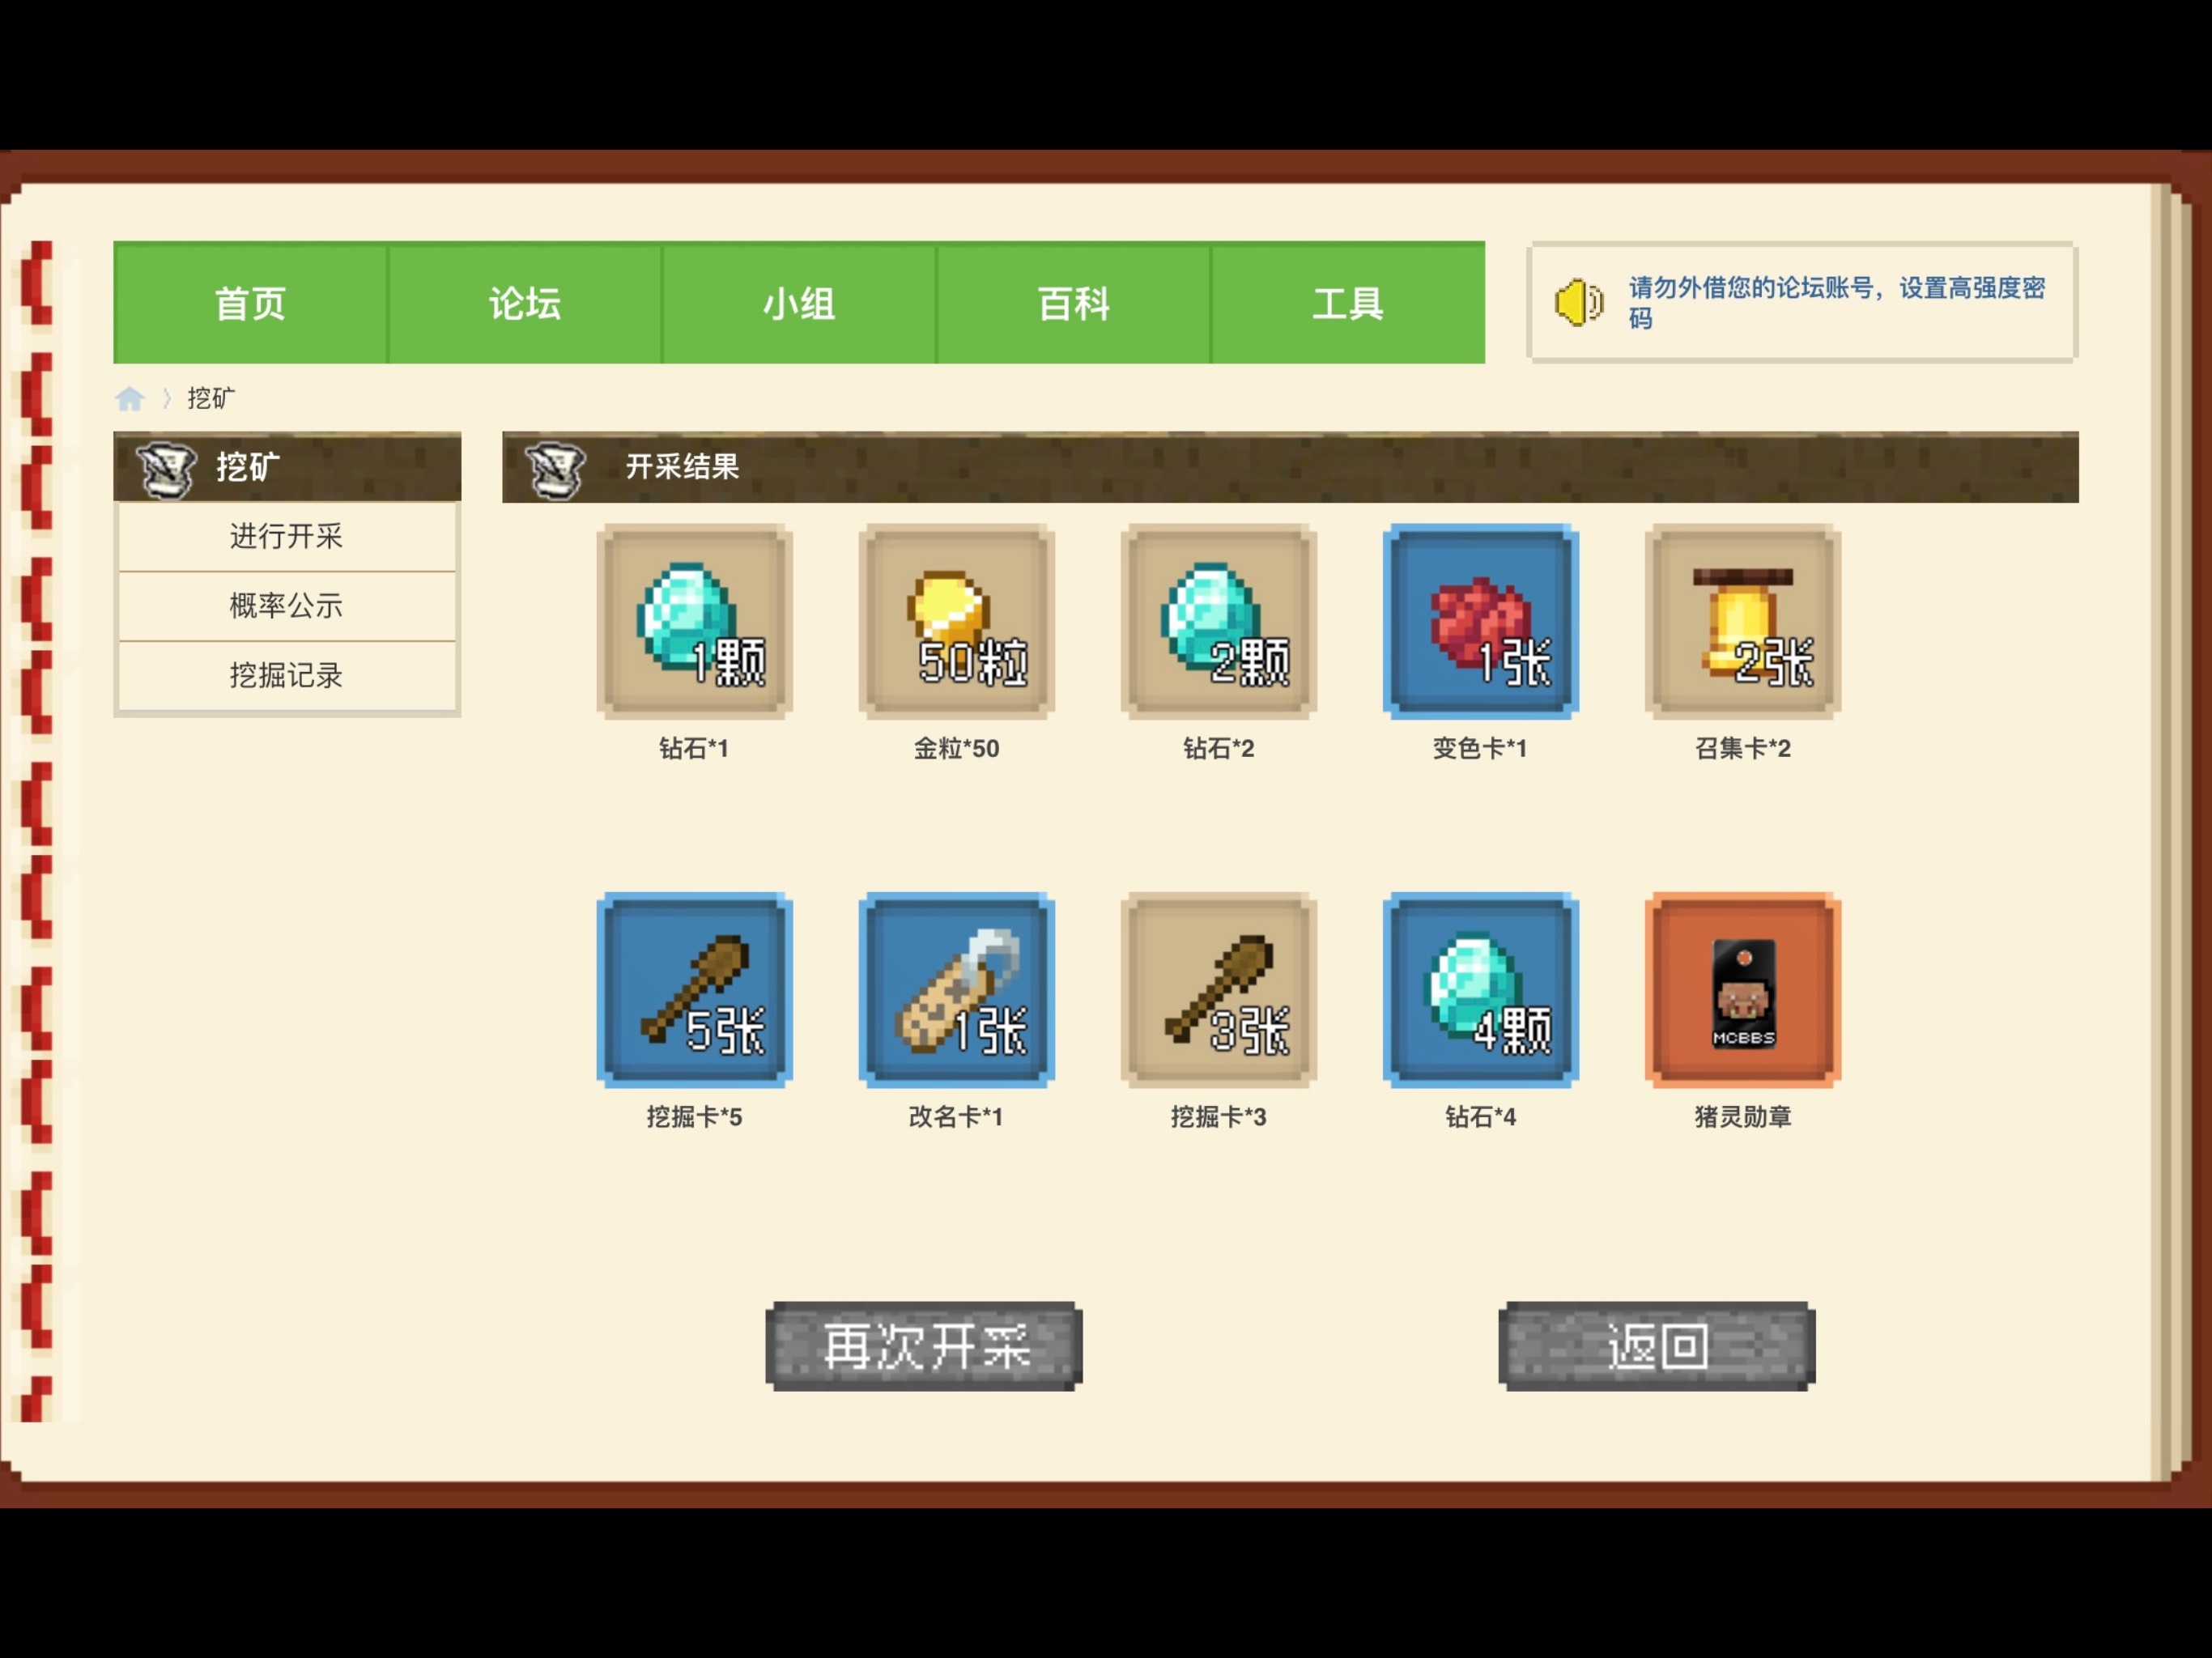 首页
论坛
小组
百科
工具
请勿外借您的论坛账号，设置高强度密
码
挖矿
挖矿
进行开采
概率公示
挖掘记录
开采结果
1颗
50粒
2颗
1张
2张
钻石*1
金粒*50
钻石*2
变色卡*1
召集卡*2
5张
1张
3张
4颗
MCBBS
挖掘卡*5
改名卡*1
挖掘卡*3
钻石*4
猪灵勋章
再次开采
返回